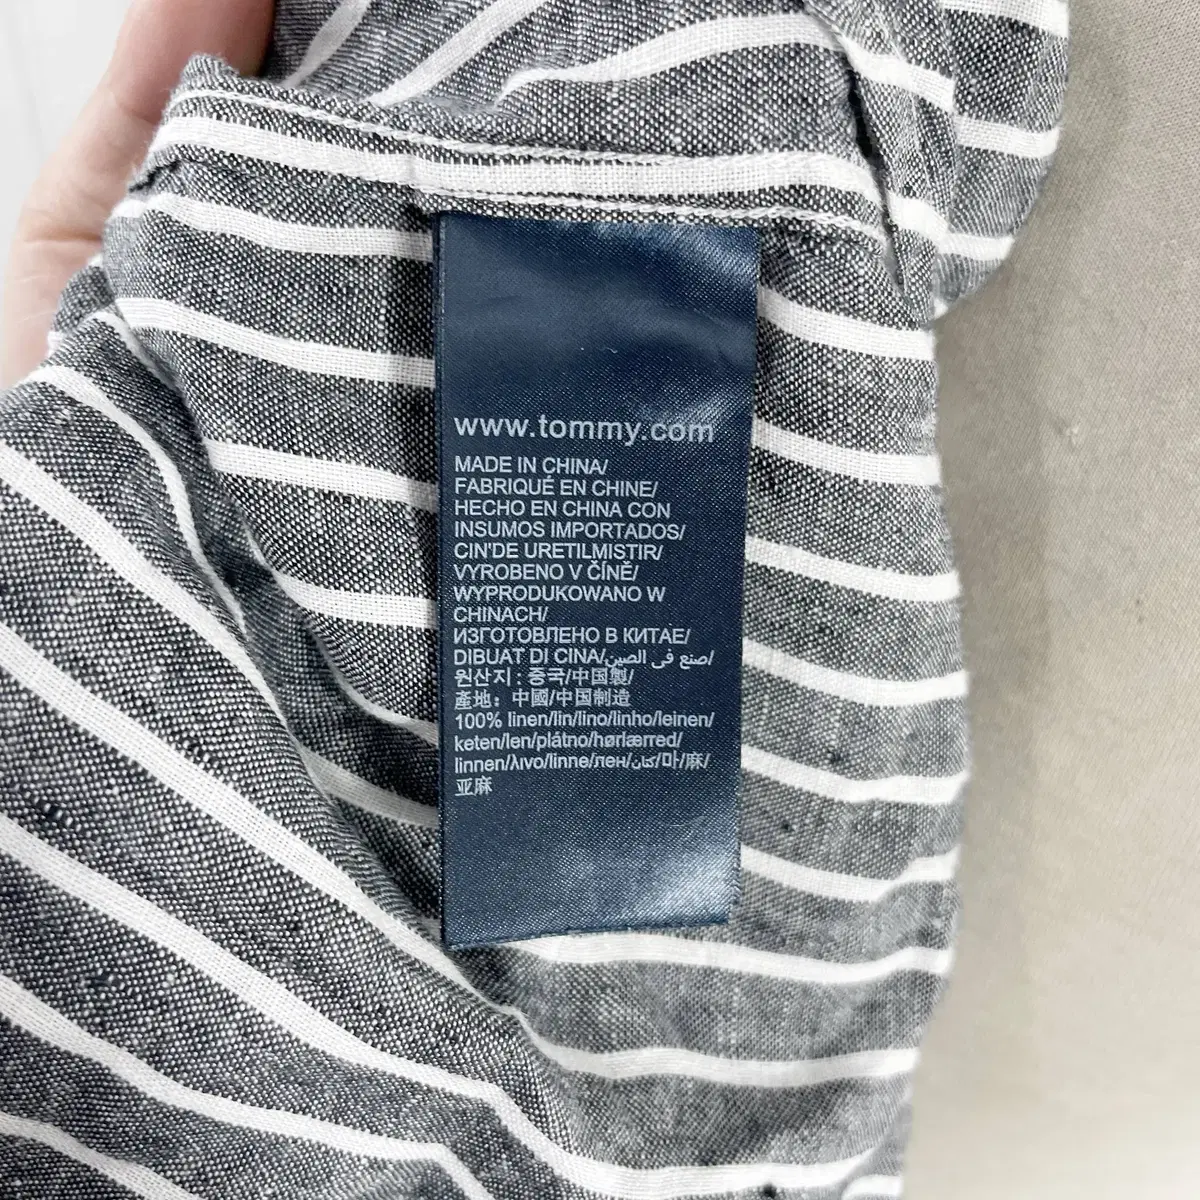 www.tommy.com
MADE IN CHINA/
FABRIQUÉ EN CHINE/
HECHO EN CHINA CON
INSUMOS IMPORTADOS/
CIN'DE URETILMISTIR/
VYROBENO V ČÍNĚ/
WYPRODUKOWANO W
CHINACH/
ИЗГОТОВЛЕНО В КИТАЕ/
DIBUAT DI CINA/صنع في الصين/
원산지 : 중국/中国製/
產地: 中國/中国制造
100% linen/lin/lino/linho/leinen/
keten/len/plátno/hørlærred/
linnen/λινο/linne/лен/كتان/마/麻/
亚麻